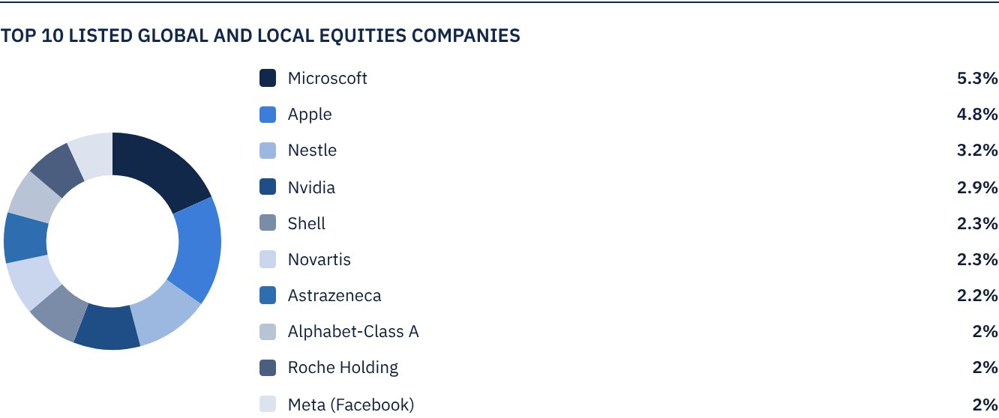 TOP 10 LISTED GLOBAL AND LOCAL EQUITIES COMPANIES
Microscoft 5.3%
Apple 4.8%
Nestle 3.2%
Nvidia 2.9%
Shell 2.3%
Novartis 2.3%
Astrazeneca 2.2%
Alphabet-Class A 2%
Roche Holding 2%
Meta (Facebook) 2%